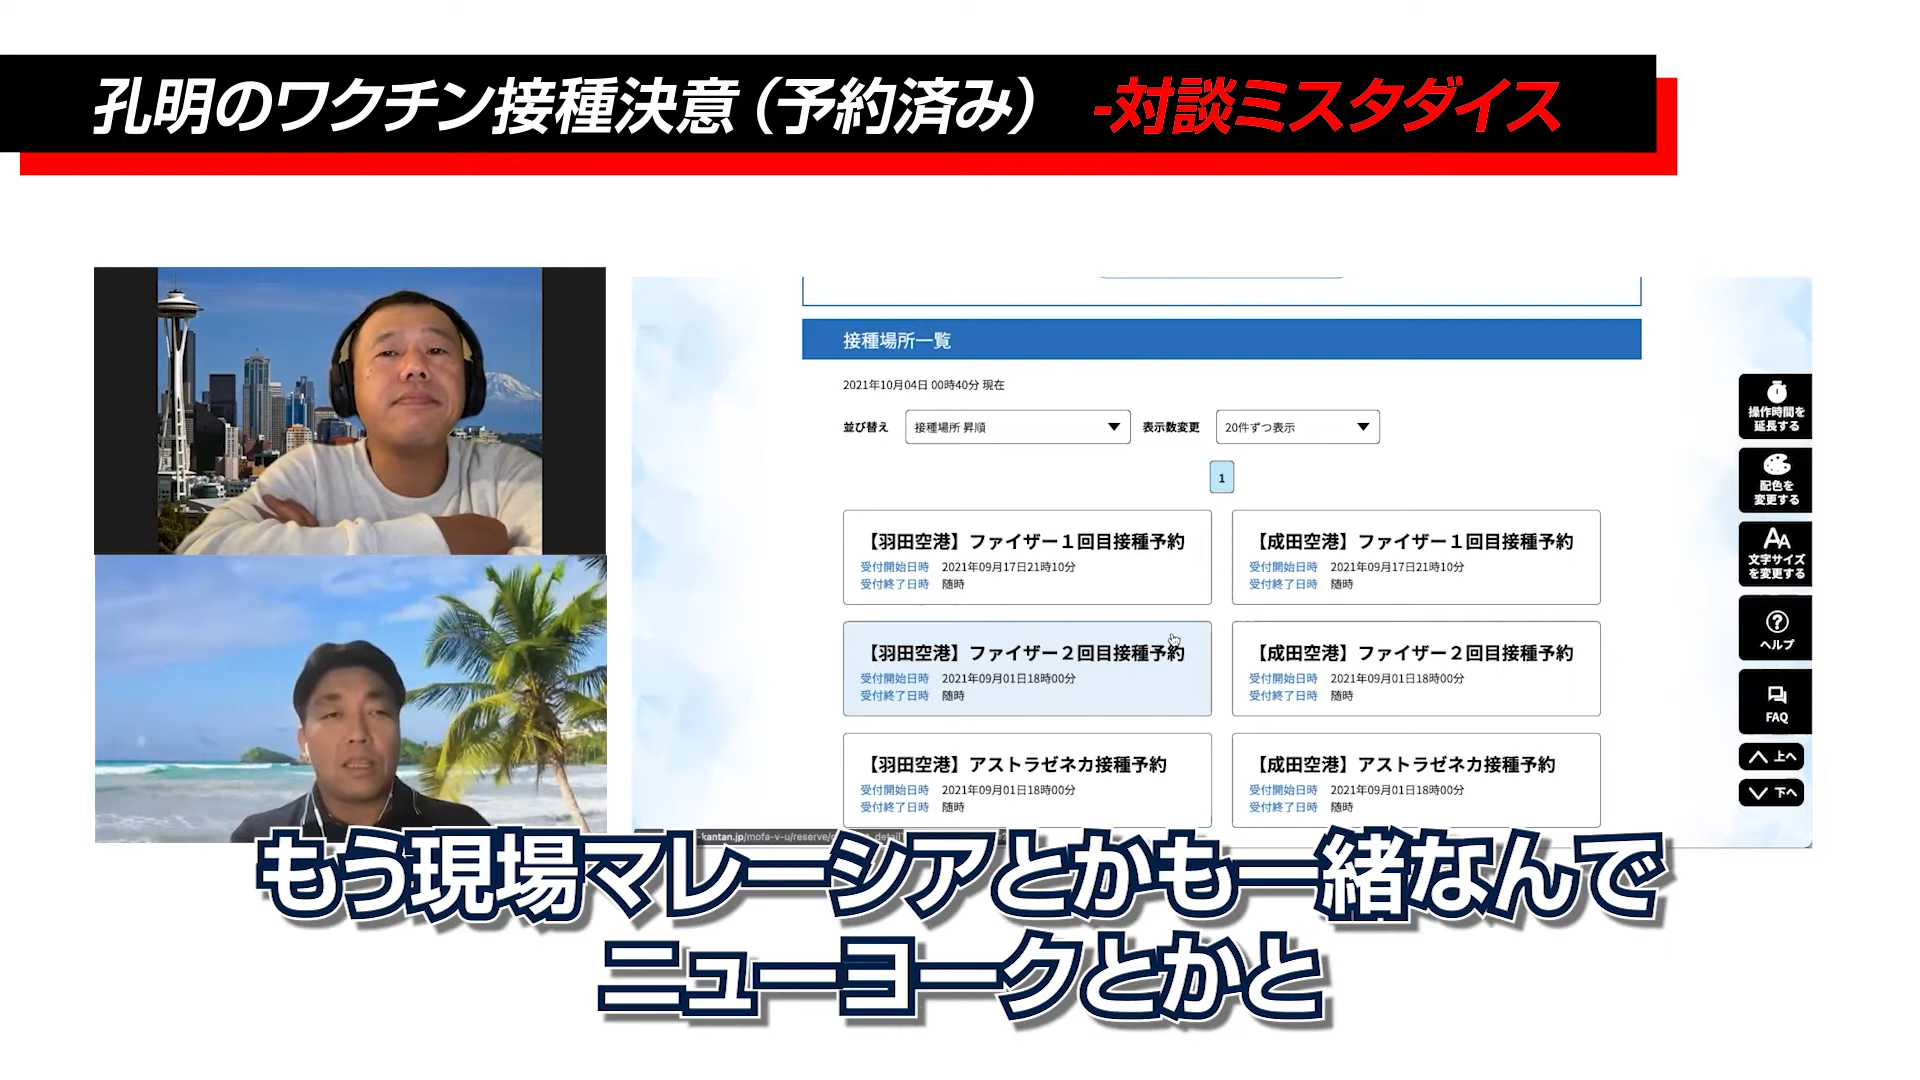 孔明のワクチン接種決意（予約済み） -対談ミスタダイス
接種場所一覧
2021年10月04日 00時40分 現在
並び替え 接種場所 昇順 表示数変更 20件ずつ表示
1
【羽田空港】ファイザー１回目接種予約
受付開始日時 2021年09月17日21時10分
受付終了日時 随時
【成田空港】ファイザー１回目接種予約
受付開始日時 2021年09月17日21時10分
受付終了日時 随時
【羽田空港】ファイザー２回目接種予約
受付開始日時 2021年09月01日18時00分
受付終了日時 随時
【成田空港】ファイザー２回目接種予約
受付開始日時 2021年09月01日18時00分
受付終了日時 随時
【羽田空港】アストラゼネカ接種予約
受付開始日時 2021年09月01日18時00分
受付終了日時 随時
【成田空港】アストラゼネカ接種予約
受付開始日時 2021年09月01日18時00分
受付終了日時 随時
操作時間を
延長する
配色を
変更する
AA
文字サイズ
を変更する
?
ヘルプ
FAQ
上へ
下へ
kantan.jp/mofa-v-u/reserve/
もう現場マレーシアとかも一緒なんで
ニューヨークとかと